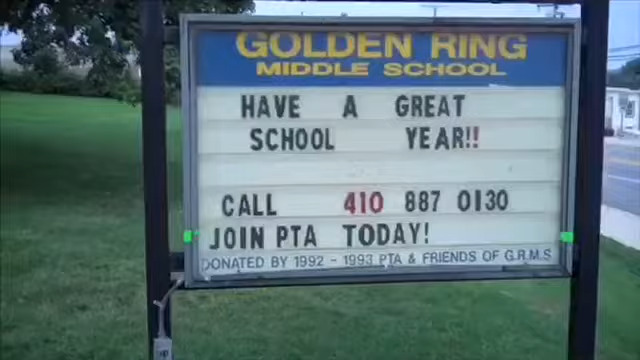 GOLDEN RING
MIDDLE SCHOOL
HAVE A GREAT
SCHOOL YEAR!!
CALL 410 887 0130
JOIN PTA TODAY!
DONATED BY 1992 - 1993 PTA & FRIENDS OF G.R.M.S